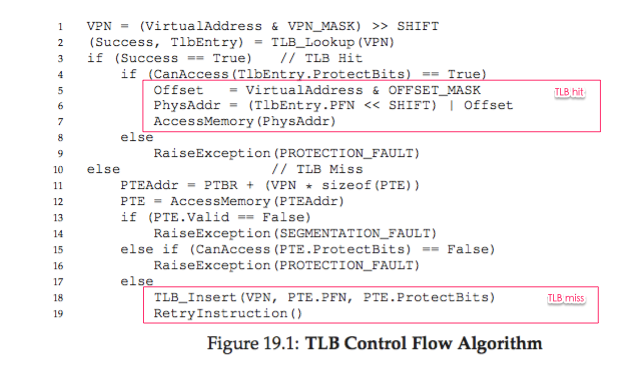 1 VPN = (VirtualAddress & VPN_MASK) >> SHIFT
2 (Success, TlbEntry) = TLB_Lookup(VPN)
3 if (Success == True) // TLB Hit
4 if (CanAccess(TlbEntry.ProtectBits) == True)
5 Offset = VirtualAddress & OFFSET_MASK TLB hit
6 PhysAddr = (TlbEntry.PFN << SHIFT) | Offset
7 AccessMemory(PhysAddr)
8 else
9 RaiseException(PROTECTION_FAULT)
10 else // TLB Miss
11 PTEAddr = PTBR + (VPN * sizeof(PTE))
12 PTE = AccessMemory(PTEAddr)
13 if (PTE.Valid == False)
14 RaiseException(SEGMENTATION_FAULT)
15 else if (CanAccess(PTE.ProtectBits) == False)
16 RaiseException(PROTECTION_FAULT)
17 else
18 TLB_Insert(VPN, PTE.PFN, PTE.ProtectBits) TLB miss
19 RetryInstruction()
Figure 19.1: TLB Control Flow Algorithm